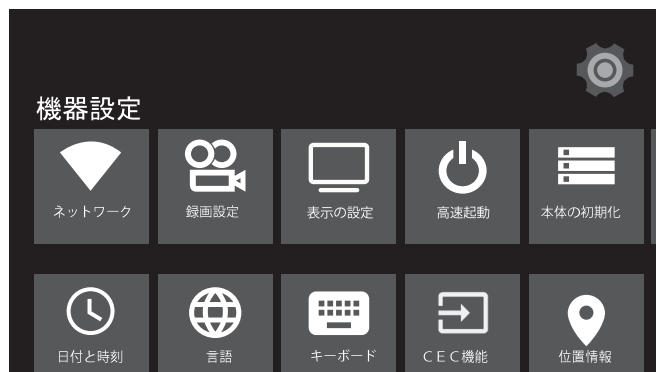 機器設定
ネットワーク
録画設定
表示の設定
高速起動
本体の初期化
日付と時刻
言語
キーボード
ＣＥＣ機能
位置情報